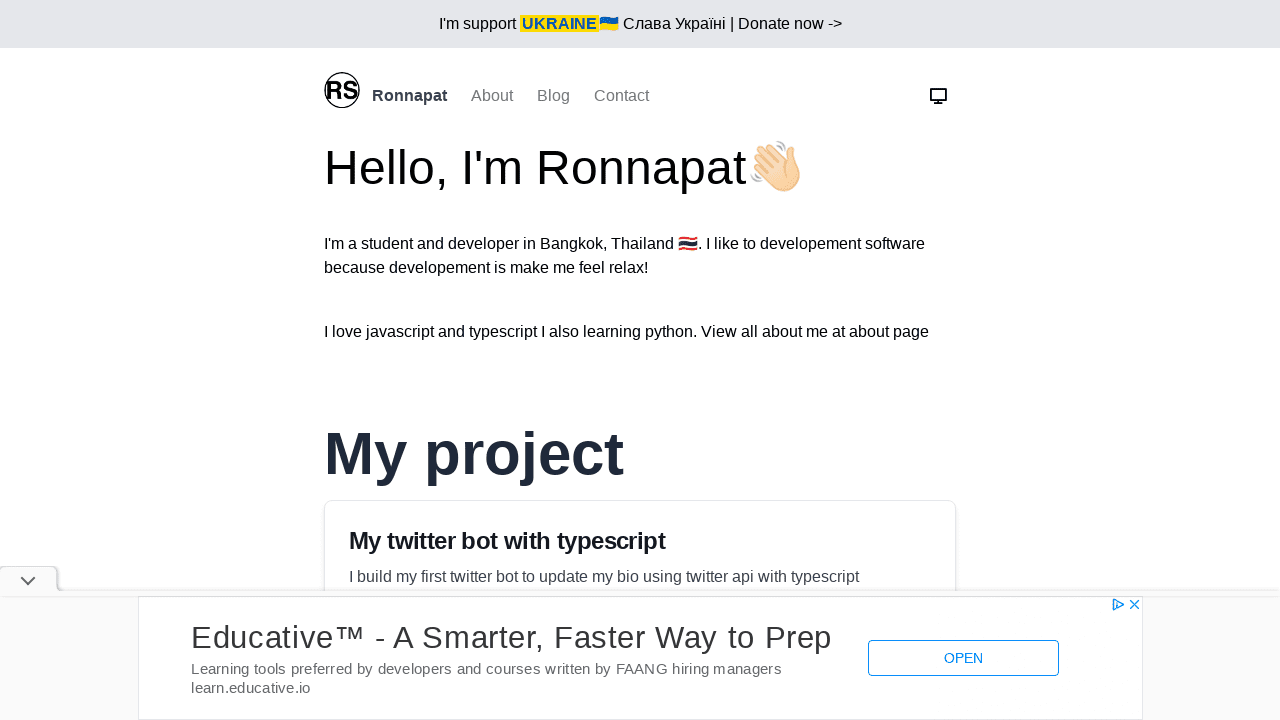 I'm support UKRAINE🇺🇦 Слава Україні | Donate now ->
RS Ronnapat About Blog Contact
Hello, I'm Ronnapat👋🏻
I'm a student and developer in Bangkok, Thailand 🇹🇭. I like to developement software
because developement is make me feel relax!
I love javascript and typescript I also learning python. View all about me at about page
My project
My twitter bot with typescript
I build my first twitter bot to update my bio using twitter api with typescript
Educative™ - A Smarter, Faster Way to Prep
Learning tools preferred by developers and courses written by FAANG hiring managers
learn.educative.io
OPEN